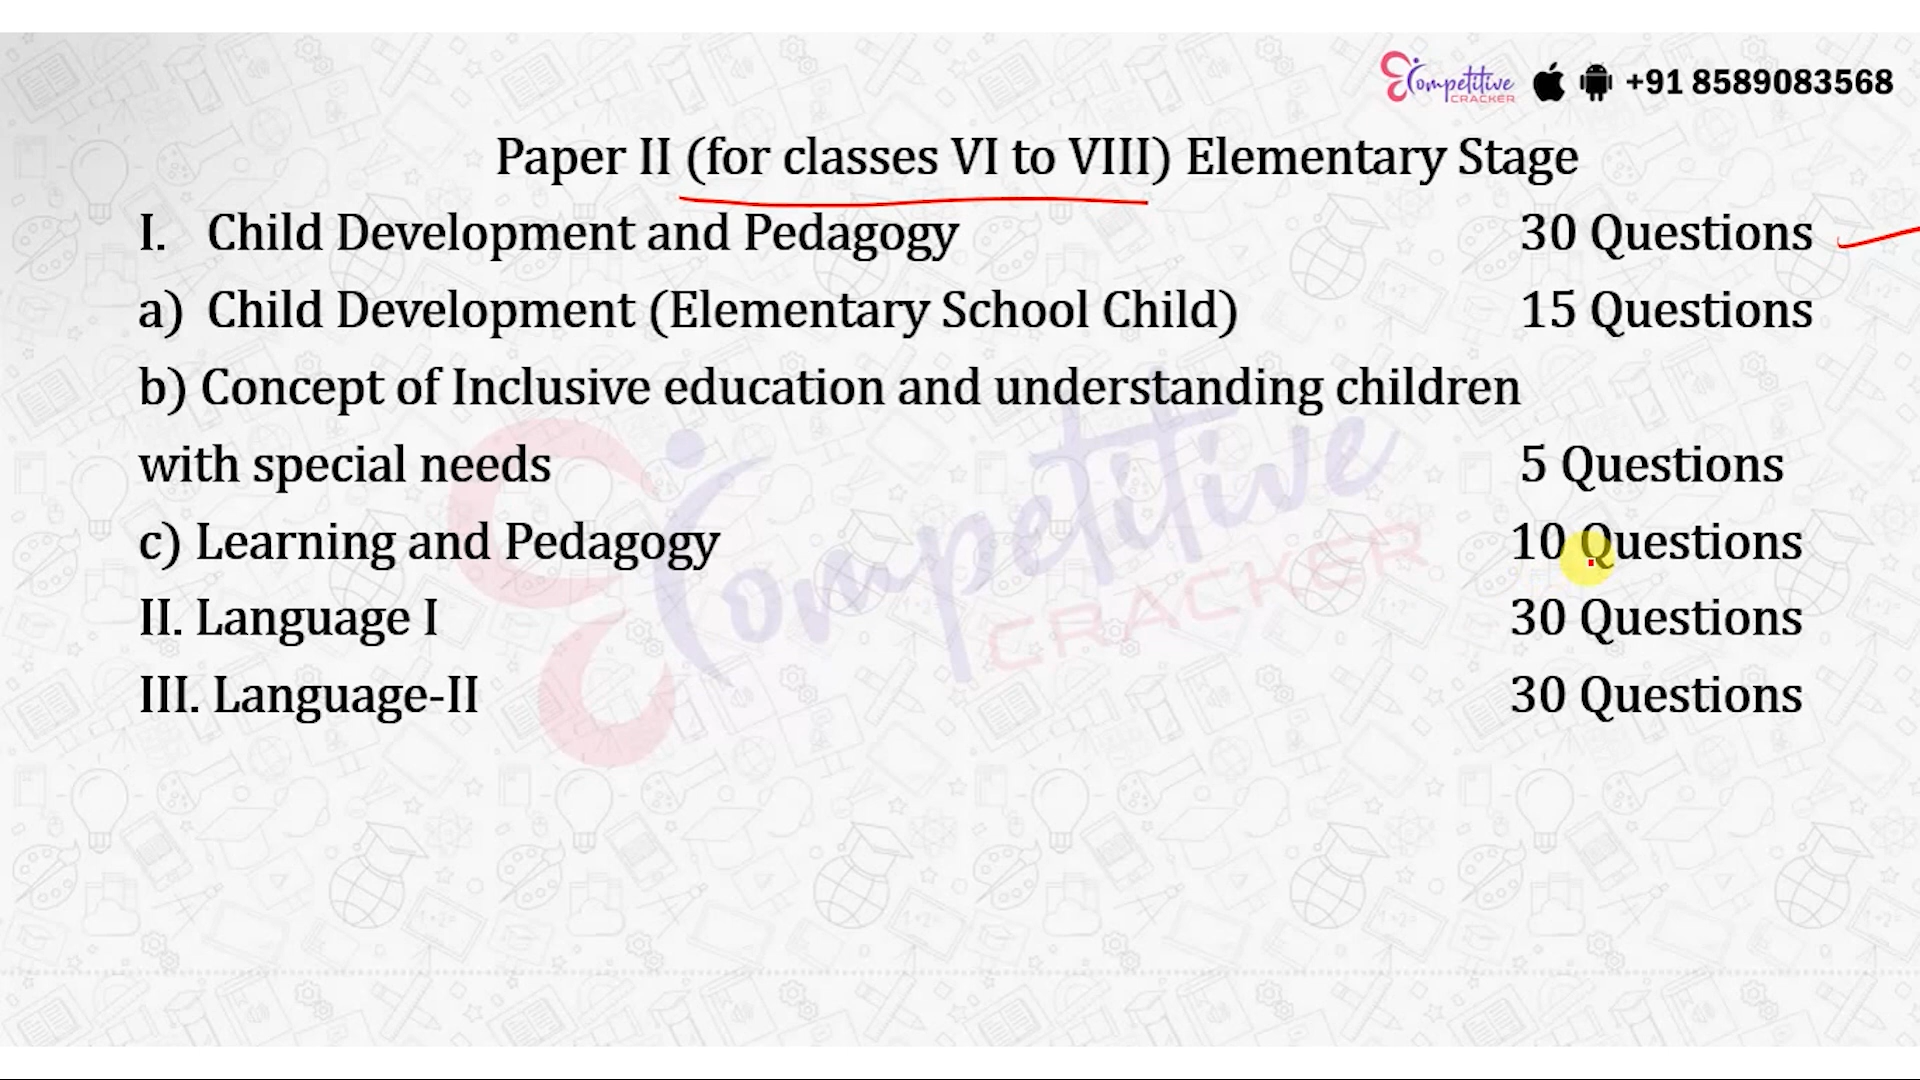 Competitive CRACKER +91 8589083568
Paper II (for classes VI to VIII) Elementary Stage
I. Child Development and Pedagogy 30 Questions
a) Child Development (Elementary School Child) 15 Questions
b) Concept of Inclusive education and understanding children
with special needs 5 Questions
c) Learning and Pedagogy 10 Questions
II. Language I 30 Questions
III. Language-II 30 Questions
Competitive
CRACKER